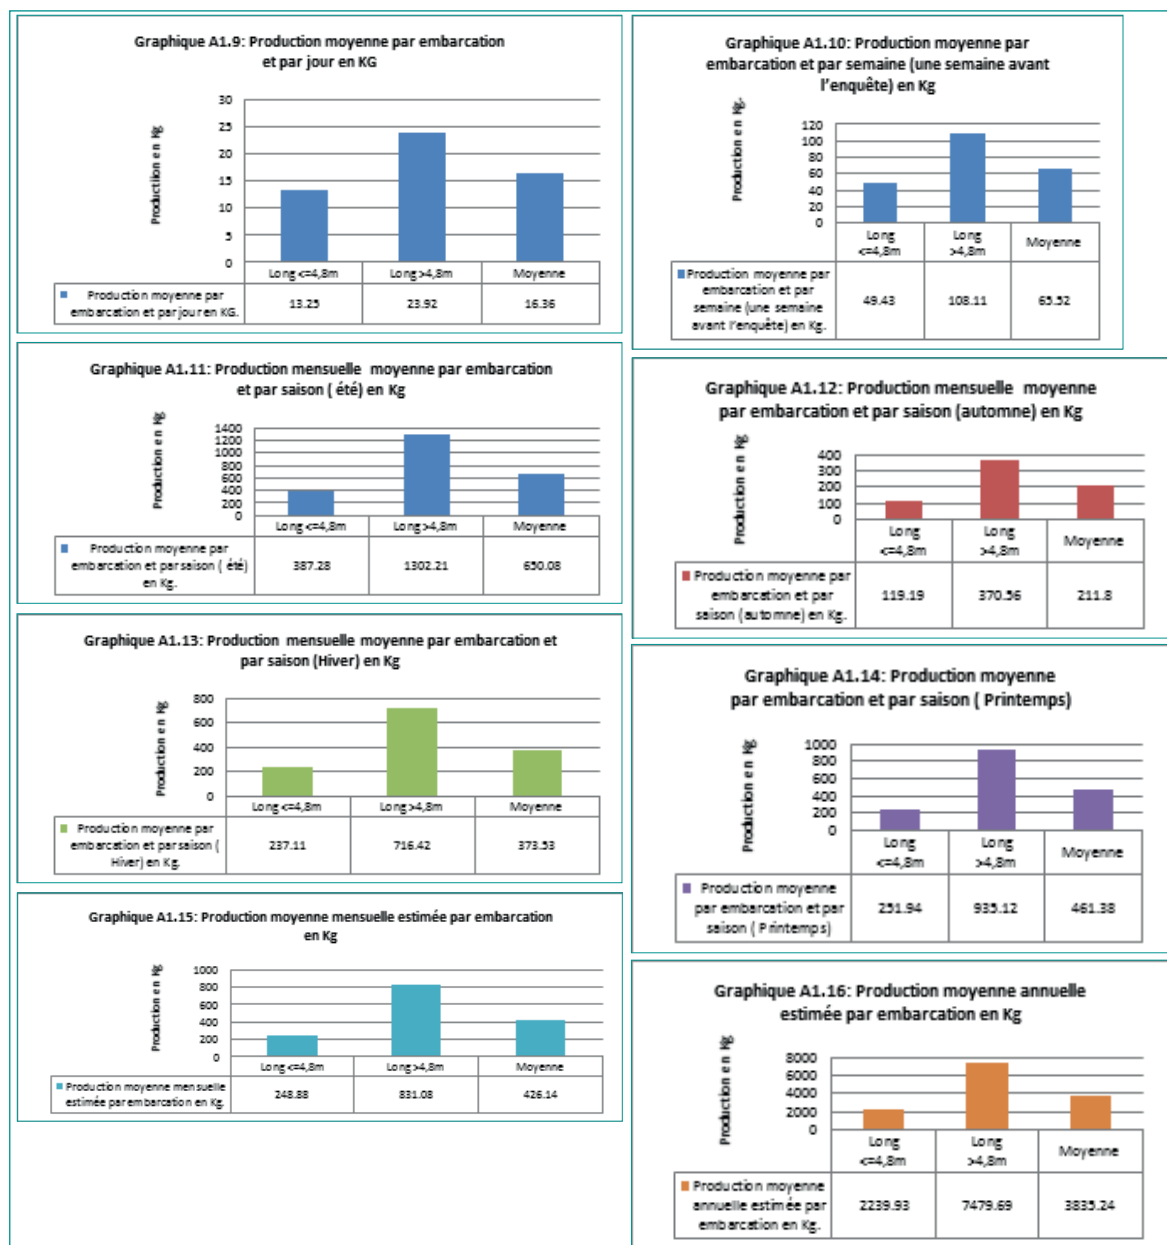 Graphique A1.9: Production moyenne par embarcation
et par jour en KG
Production en Kg
30
25
20
15
10
5
0
Long <=4,8m
Long >4,8m
Moyenne
Production moyenne par
embarcation et par jour en KG.
13.25
23.92
16.36
Graphique A1.10: Production moyenne par
embarcation et par semaine (une semaine avant
l'enquête) en Kg
Production en Kg.
120
100
80
60
40
20
0
Long
<=4,8m
Long
>4,8m
Moyenne
Production moyenne par
embarcation et par
semaine (une semaine
avant l'enquête) en Kg.
49.43
108.11
65.52
Graphique A1.11: Production mensuelle moyenne par embarcation
et par saison ( été) en Kg
Production en Kg
1400
1200
1000
800
600
400
200
0
Long <=4,8m
Long >4,8m
Moyenne
Production moyenne par
embarcation et par saison ( été)
en Kg.
387.28
1302.21
650.08
Graphique A1.12: Production mensuelle moyenne
par embarcation et par saison (automne) en Kg
Production en Kg
400
300
200
100
0
Long
<=4,8m
Long
>4,8m
Moyenne
Production moyenne par
embarcation et par
saison (automne) en Kg.
119.19
370.56
211.8
Graphique A1.13: Production mensuelle moyenne par embarcation et
par saison (Hiver) en Kg
Production en Kg
800
600
400
200
0
Long <=4,8m
Long >4,8m
Moyenne
Production moyenne par
embarcation et par saison (
Hiver) en Kg.
237.11
716.42
373.53
Graphique A1.14: Production moyenne
par embarcation et par saison ( Printemps)
Production en Kg
1000
800
600
400
200
0
Long
<=4,8m
Long
>4,8m
Moyenne
Production moyenne
par embarcation et par
saison ( Printemps)
251.94
935.12
461.38
Graphique A1.15: Production moyenne mensuelle estimée par embarcation
en Kg
Production en Kg
1000
800
600
400
200
0
Long <=4,8m
Long >4,8m
Moyenne
Production moyenne mensuelle
estimée par embarcation en Kg.
248.88
831.08
426.14
Graphique A1.16: Production moyenne annuelle
estimée par embarcation en Kg
Production en Kg
8000
6000
4000
2000
0
Long
<=4,8m
Long
>4,8m
Moyenne
Production moyenne
annuelle estimée par
embarcation en Kg.
2239.93
7479.69
3835.24